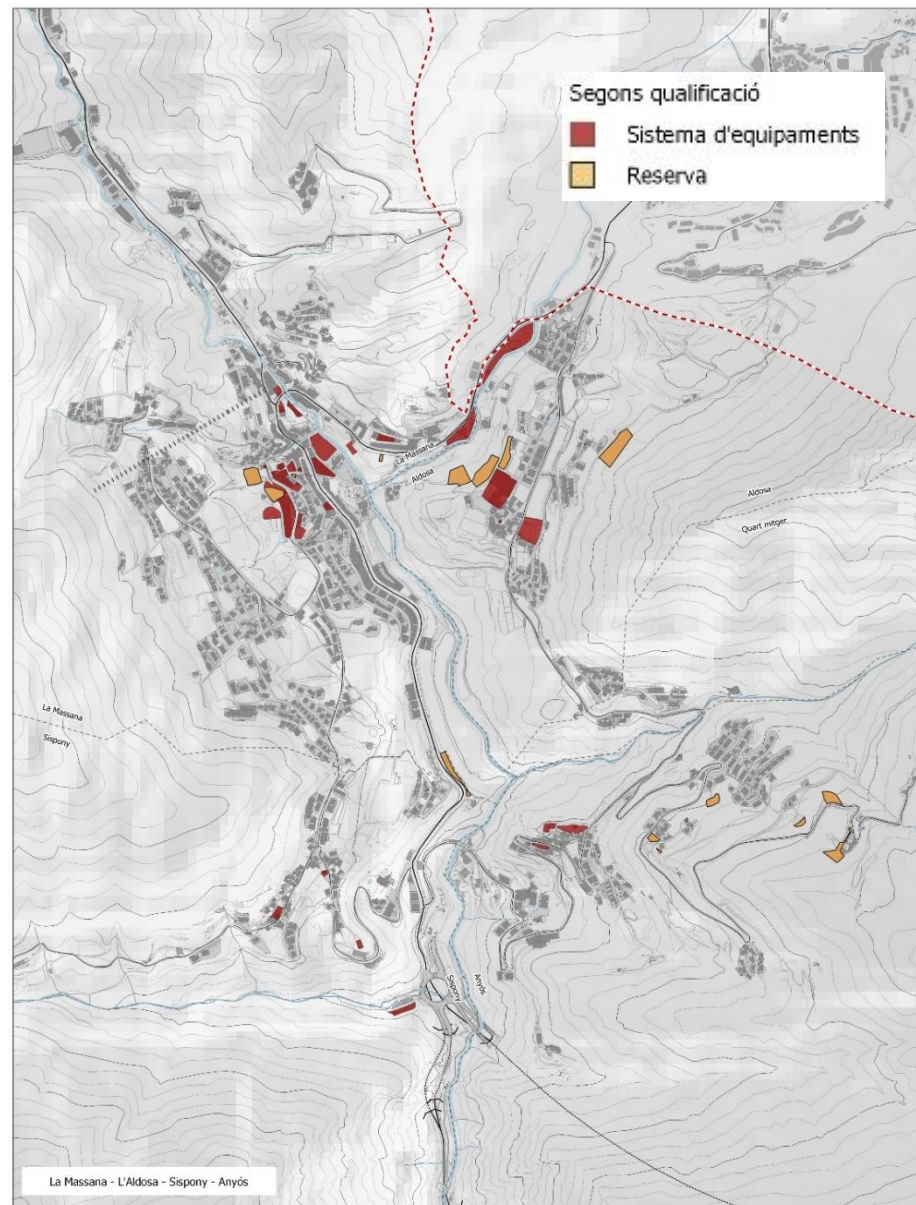 Segons qualificació
Sistema d'equipaments
Reserva
La Massana
Aldosa
Aldosa
Quart mitger
La Massana
Sispony
Sispony
Anyós
La Massana - L'Aldosa - Sispony - Anyós